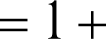 = 1 +